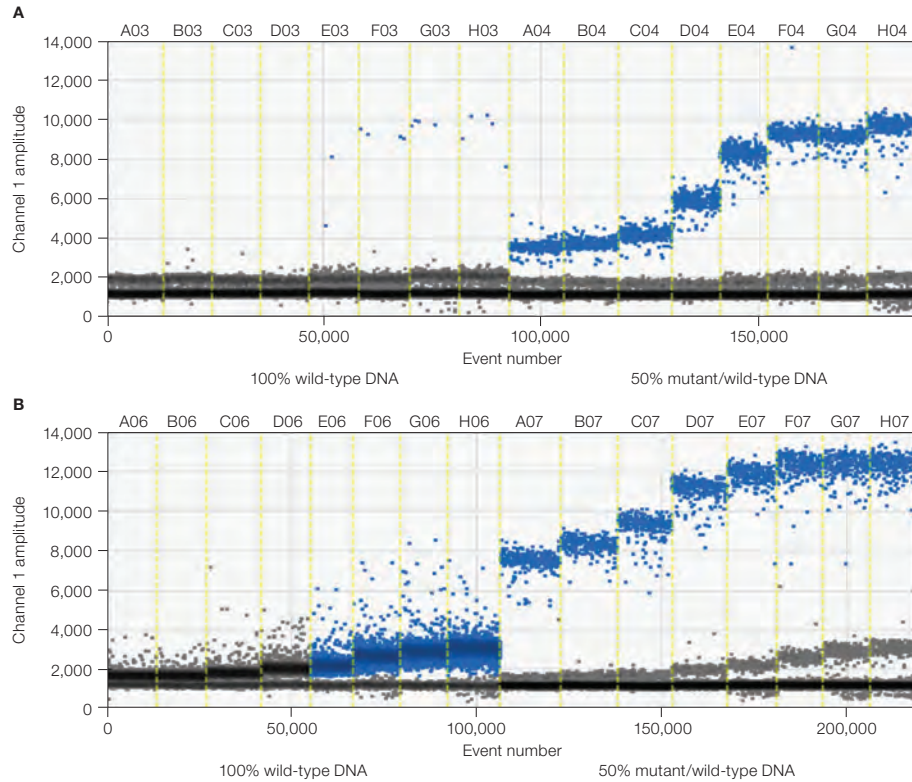 A
A03 B03 C03 D03 E03 F03 G03 H03 A04 B04 C04 D04 E04 F04 G04 H04
14,000
12,000
10,000
8,000
6,000
4,000
2,000
0
Channel 1 amplitude
0 50,000 100,000 150,000
Event number
100% wild-type DNA 50% mutant/wild-type DNA
B
A06 B06 C06 D06 E06 F06 G06 H06 A07 B07 C07 D07 E07 F07 G07 H07
14,000
12,000
10,000
8,000
6,000
4,000
2,000
0
Channel 1 amplitude
0 50,000 100,000 150,000 200,000
Event number
100% wild-type DNA 50% mutant/wild-type DNA